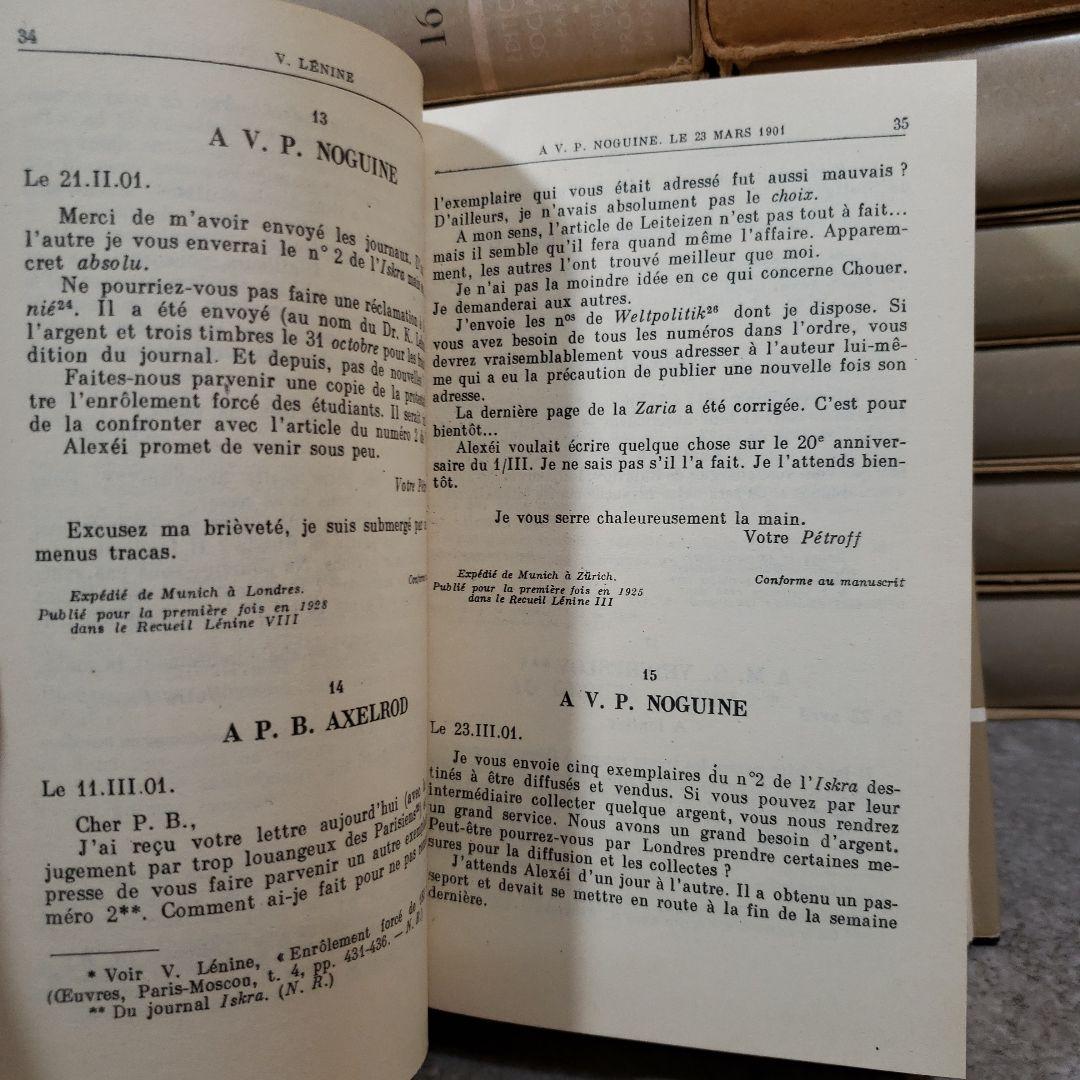 16
34
V. LÉNINE
13
A V. P. NOGUINE
Le 21.II.01.
Merci de m'avoir envoyé les journaux.
l'autre je vous enverrai le n° 2 de l'Iskra
cret absolu.
Ne pourriez-vous pas faire une réclamation
nié²⁴. Il a été envoyé (au nom du Dr. K.
l'argent et trois timbres le 31 octobre pour les
dition du journal. Et depuis, pas de nouvelles
Faites-nous parvenir une copie de la
tre l'enrôlement forcé des étudiants. Il serait
de la confronter avec l'article du numéro 2
Alexéi promet de venir sous peu.
Votre
Excusez ma brièveté, je suis submergé par
menus tracas.
Expédié de Munich à Londres.
Publié pour la première fois en 1928
dans le Recueil Lénine VIII
14
A P. B. AXELROD
Le 11.III.01.
Cher P. B.,
J'ai reçu votre lettre aujourd'hui (avec
jugement par trop louangeux des Parisiens
presse de vous faire parvenir un autre
méro 2**. Comment ai-je fait pour ne pas
* Voir V. Lénine, « Enrôlement forcé de
(Œuvres, Paris-Moscou, t. 4, pp. 431-436. — N. R.)
** Du journal Iskra. (N. R.)
A V. P. NOGUINE. LE 23 MARS 1901
35
l'exemplaire qui vous était adressé fut aussi mauvais ?
D'ailleurs, je n'avais absolument pas le choix.
A mon sens, l'article de Leiteizen n'est pas tout à fait...
mais il semble qu'il fera quand même l'affaire. Apparem-
ment, les autres l'ont trouvé meilleur que moi.
Je n'ai pas la moindre idée en ce qui concerne Chouer.
Je demanderai aux autres.
J'envoie les nᵒˢ de Weltpolitik²⁶ dont je dispose. Si
vous avez besoin de tous les numéros dans l'ordre, vous
devrez vraisemblablement vous adresser à l'auteur lui-mê-
me qui a eu la précaution de publier une nouvelle fois son
adresse.
La dernière page de la Zaria a été corrigée. C'est pour
bientôt...
Alexéi voulait écrire quelque chose sur le 20ᵉ anniver-
saire du 1/III. Je ne sais pas s'il l'a fait. Je l'attends bien-
tôt.
Je vous serre chaleureusement la main.
Votre Pétroff
Expédié de Munich à Zürich.
Publié pour la première fois en 1925
dans le Recueil Lénine III
Conforme au manuscrit
15
A V. P. NOGUINE
Le 23.III.01.
Je vous envoie cinq exemplaires du n°2 de l'Iskra des-
tinés à être diffusés et vendus. Si vous pouvez par leur
intermédiaire collecter quelque argent, vous nous rendrez
un grand service. Nous avons un grand besoin d'argent.
Peut-être pourrez-vous par Londres prendre certaines me-
sures pour la diffusion et les collectes ?
J'attends Alexéi d'un jour à l'autre. Il a obtenu un pas-
seport et devait se mettre en route à la fin de la semaine
dernière.